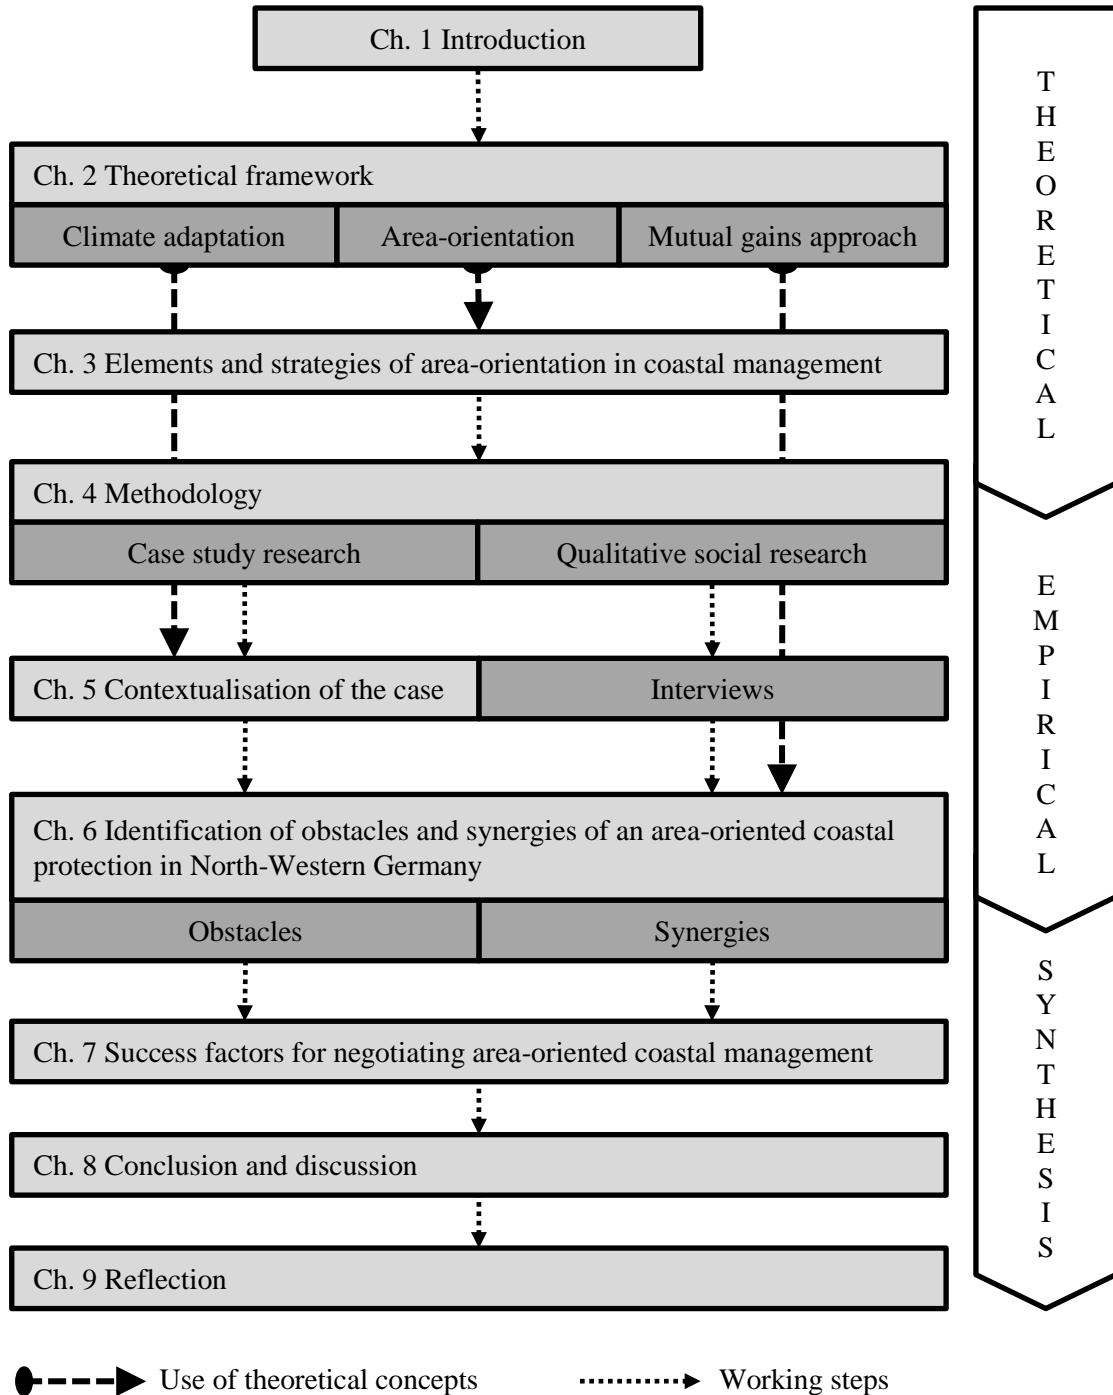 Ch. 1 Introduction
Ch. 2 Theoretical framework
Climate adaptation
Area-orientation
Mutual gains approach
Ch. 3 Elements and strategies of area-orientation in coastal management
Ch. 4 Methodology
Case study research
Qualitative social research
Ch. 5 Contextualisation of the case
Interviews
Ch. 6 Identification of obstacles and synergies of an area-oriented coastal
protection in North-Western Germany
Obstacles
Synergies
Ch. 7 Success factors for negotiating area-oriented coastal management
Ch. 8 Conclusion and discussion
Ch. 9 Reflection
THEORETICAL
EMPIRICAL
SYNTHESIS
Use of theoretical concepts
Working steps